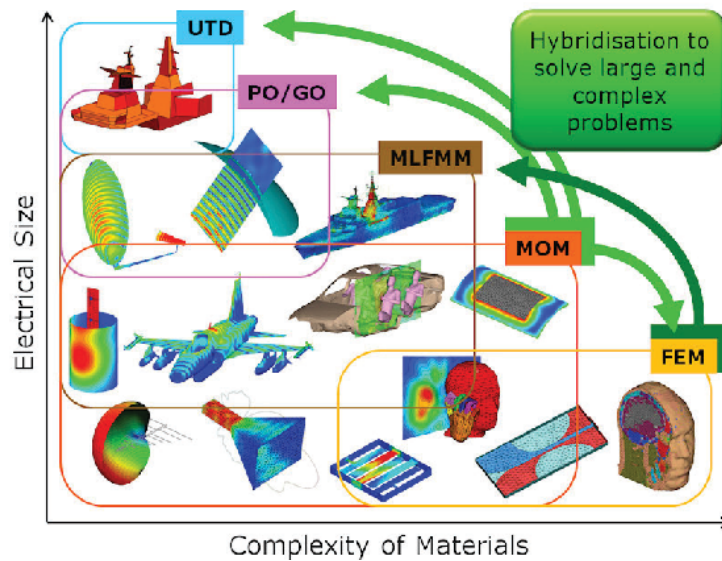 UTD
Hybridisation to
solve large and
complex
problems
PO/GO
MLFMM
MOM
FEM
Electrical Size
Complexity of Materials